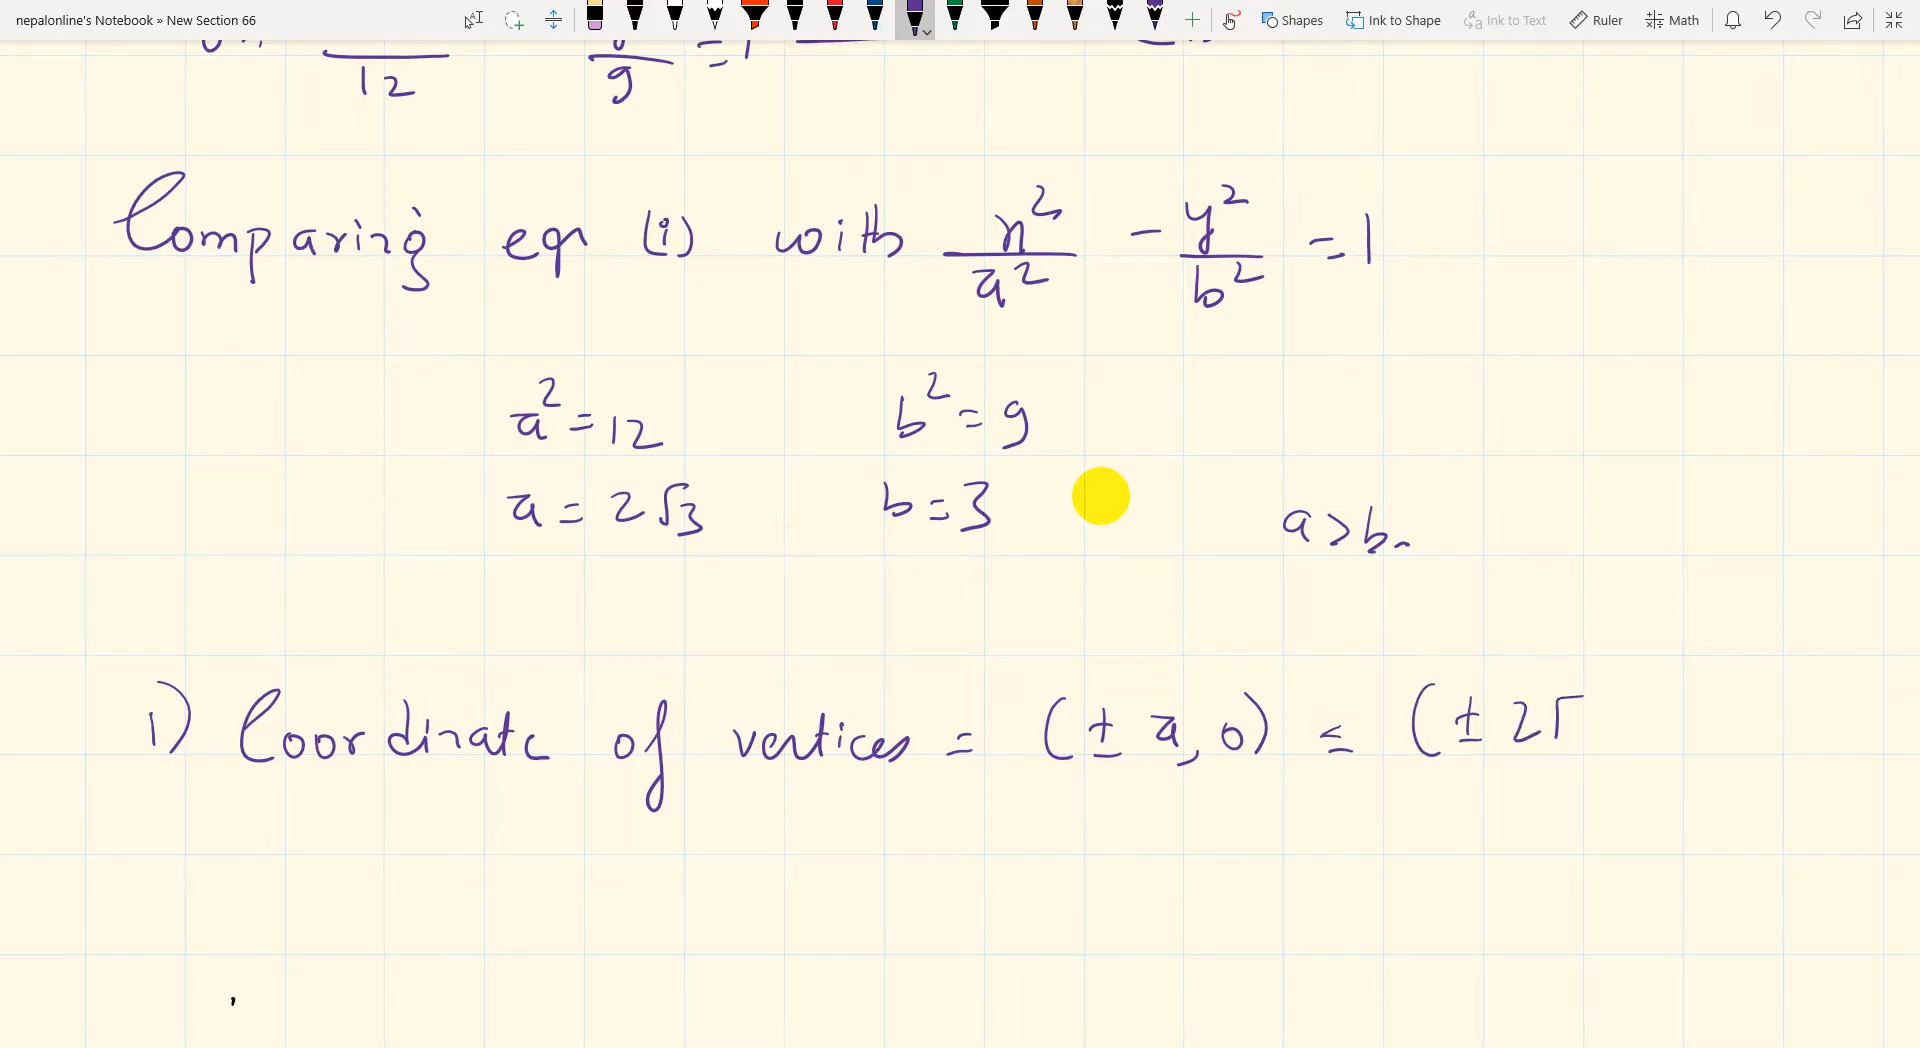 nepalonline's Notebook » New Section 66
Shapes Ink to Shape Ink to Text Ruler Math
12 9 = 1
Comparing eqn (i) with x²/a² - y²/b² = 1
a² = 12 b² = 9
a = 2√3 b = 3 a > b.
1) Coordinate of vertices = (± a, 0) = (± 2√